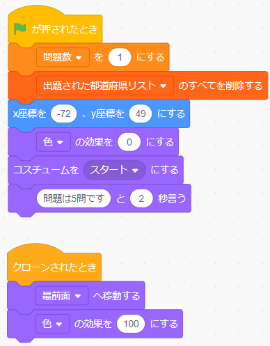 が押されたとき
問題数 を 1 にする
出題された都道府県リスト のすべてを削除する
x座標を -72 、y座標を 49 にする
色 の効果を 0 にする
コスチュームを スタート にする
問題は5問です と 2 秒言う
クローンされたとき
最前面 へ移動する
色 の効果を 100 にする